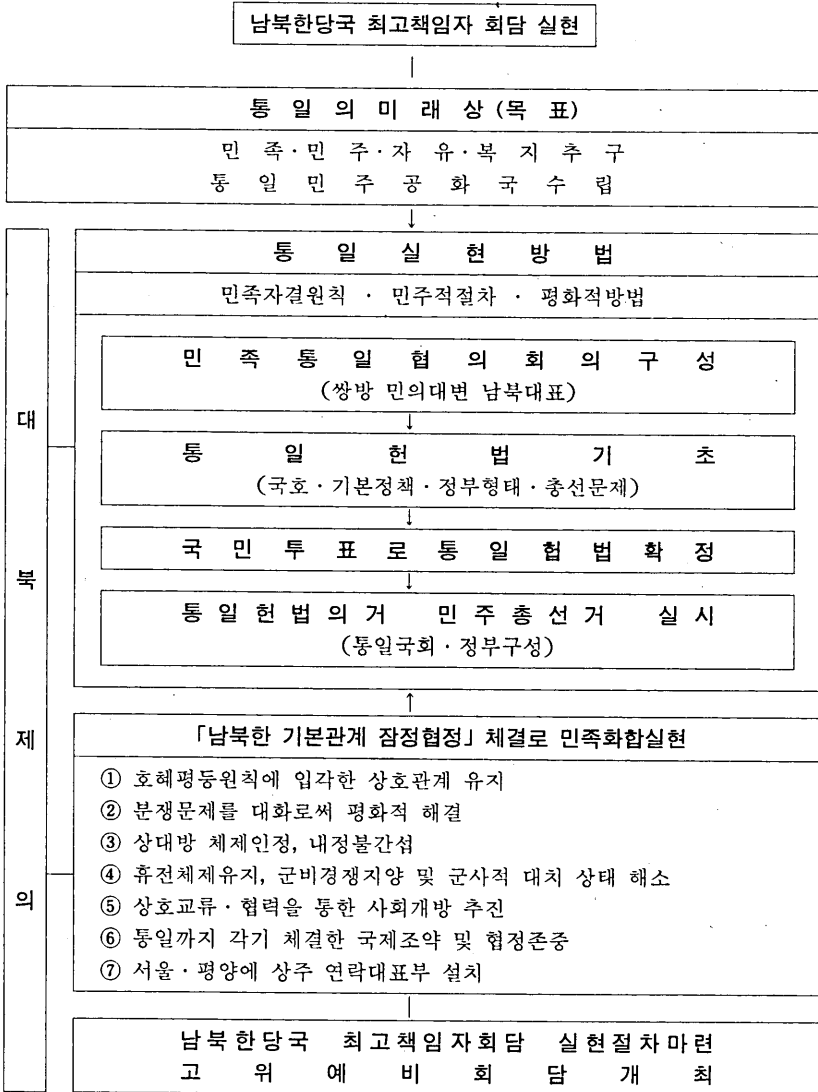 남북한당국 최고책임자 회담 실현
통 일 의 미 래 상 (목 표)
민 족·민 주·자 유·복 지 추 구
통 일 민 주 공 화 국 수 립
통 일 실 현 방 법
민족자결원칙 · 민주적절차 · 평화적방법
민 족 통 일 협 의 회 의 구 성
(쌍방 민의대변 남북대표)
통 일 헌 법 기 초
(국호·기본정책·정부형태·총선문제)
국 민 투 표 로 통 일 헌 법 확 정
통일헌법의거 민주총선거 실시
(통일국회·정부구성)
대 북 제 의
「남북한 기본관계 잠정협정」 체결로 민족화합실현
① 호혜평등원칙에 입각한 상호관계 유지
② 분쟁문제를 대화로써 평화적 해결
③ 상대방 체제인정, 내정불간섭
④ 휴전체제유지, 군비경쟁지양 및 군사적 대치 상태 해소
⑤ 상호교류·협력을 통한 사회개방 추진
⑥ 통일까지 각기 체결한 국제조약 및 협정존중
⑦ 서울·평양에 상주 연락대표부 설치
남북한당국 최고책임자회담 실현절차마련
고 위 예 비 회 담 개 최